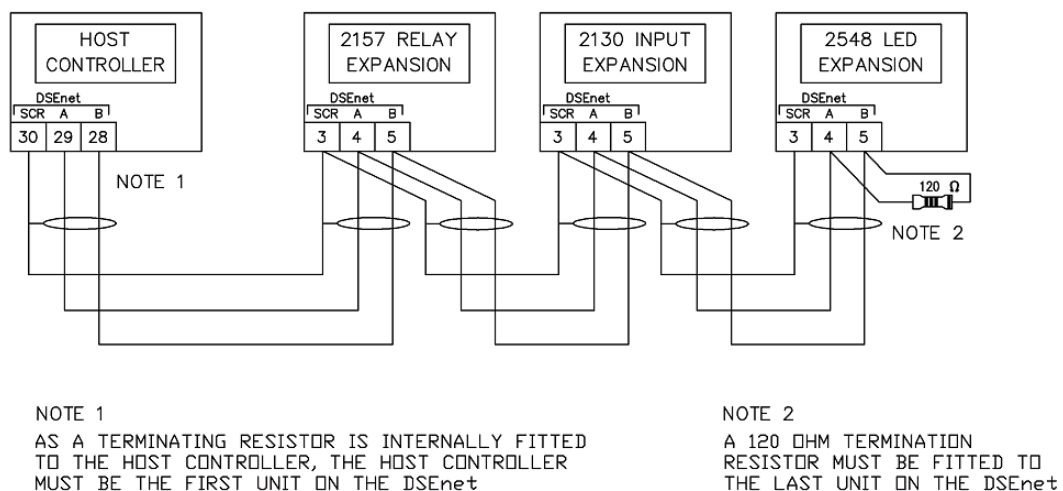 HOST
CONTROLLER
DSEnet
SCR A B
30 29 28
NOTE 1
2157 RELAY
EXPANSION
DSEnet
SCR A B
3 4 5
2130 INPUT
EXPANSION
DSEnet
SCR A B
3 4 5
2548 LED
EXPANSION
DSEnet
SCR A B
3 4 5
120 Ω
NOTE 2
NOTE 1
AS A TERMINATING RESISTOR IS INTERNALLY FITTED
TO THE HOST CONTROLLER, THE HOST CONTROLLER
MUST BE THE FIRST UNIT ON THE DSEnet
NOTE 2
A 120 OHM TERMINATION
RESISTOR MUST BE FITTED TO
THE LAST UNIT ON THE DSEnet